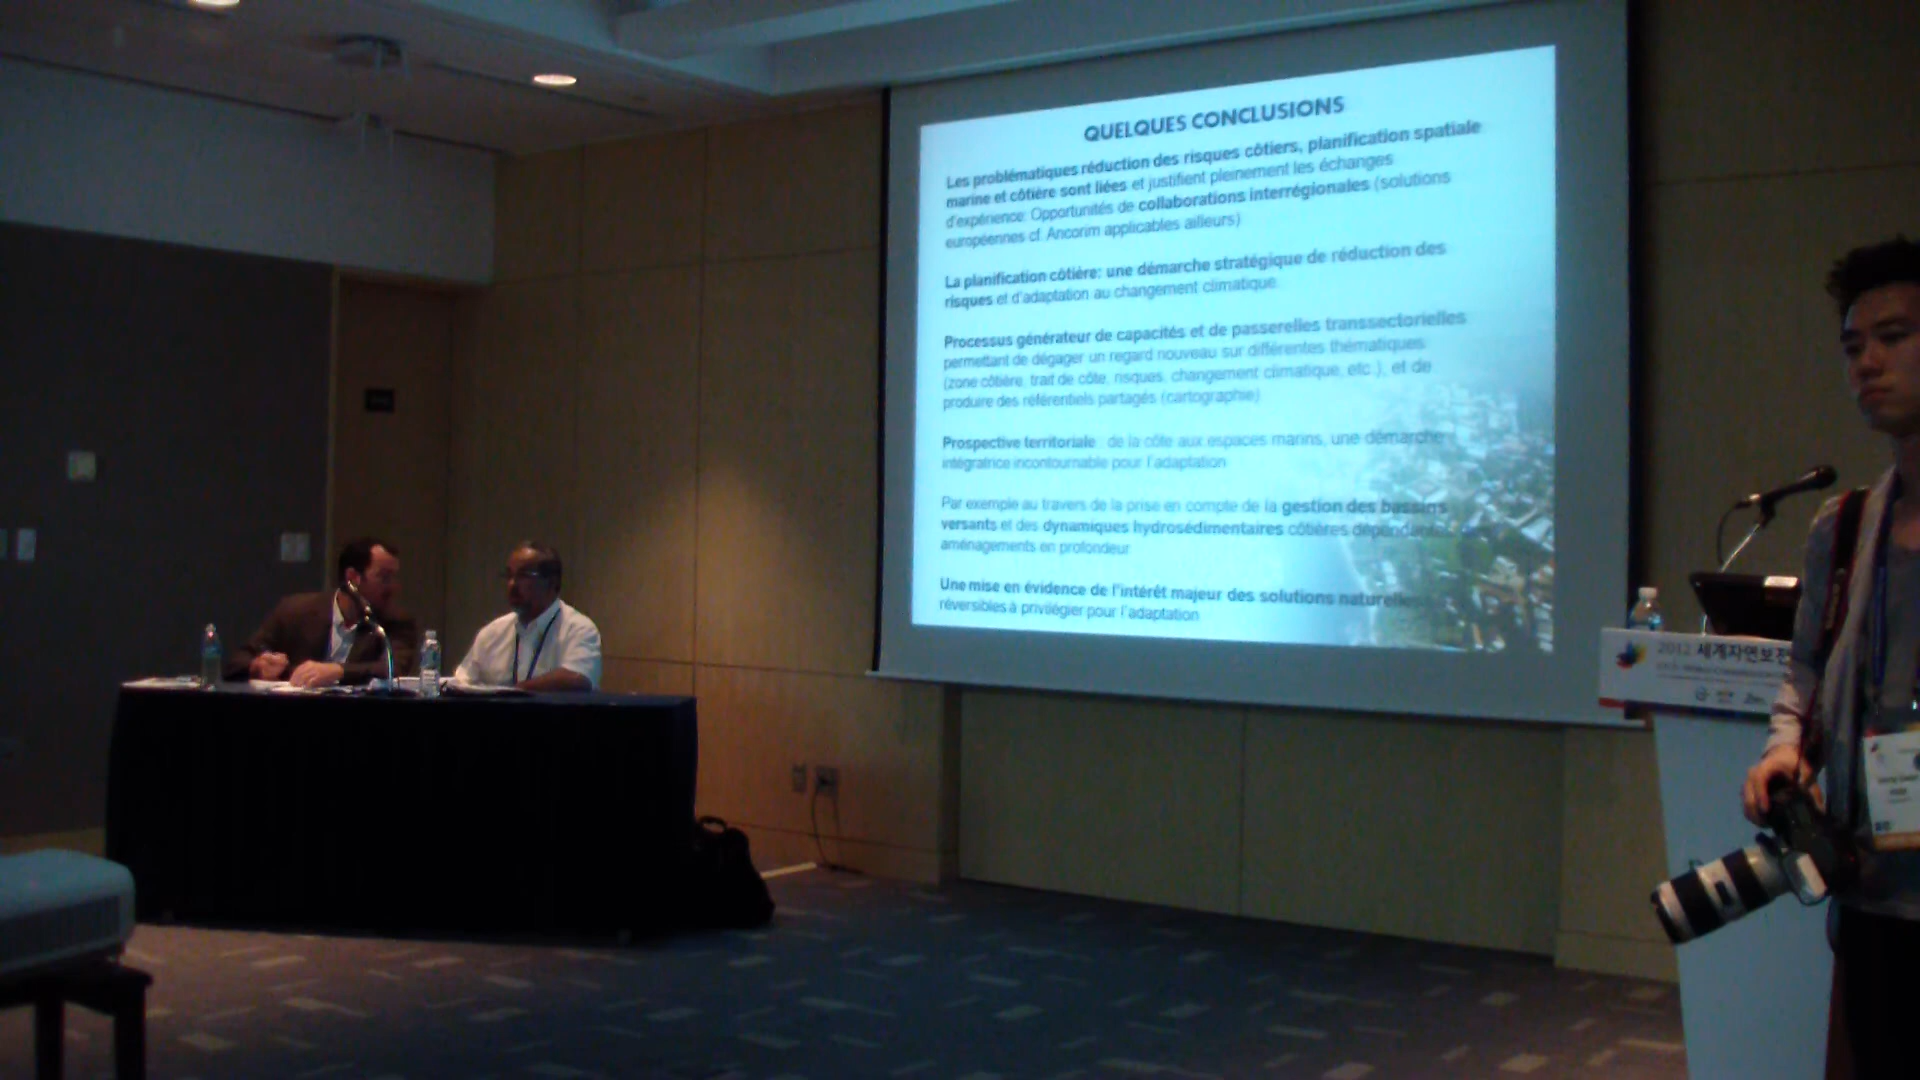 QUELQUES CONCLUSIONS
Les problématiques réduction des risques côtiers, planification spatiale
marine et côtière sont liées et justifient pleinement les échanges
d'expérience: Opportunités de collaborations interrégionales (solutions
européennes cf. Ancorim applicables ailleurs)
La planification côtière: une démarche stratégique de réduction des
risques et d'adaptation au changement climatique.
Processus générateur de capacités et de passerelles transsectorielles
permettant de dégager un regard nouveau sur différentes thématiques
(zone côtière, trait de côte, risques, changement climatique, etc.), et de
produire des référentiels partagés (cartographie)
Prospective territoriale : de la côte aux espaces marins, une démarche
intégratrice incontournable pour l'adaptation
Par exemple au travers de la prise en compte de la gestion des bassins
versants et des dynamiques hydrosédimentaires côtières dépendantes
aménagements en profondeur
Une mise en évidence de l'intérêt majeur des solutions naturelles
réversibles à privilégier pour l'adaptation
2012 세계자연보전